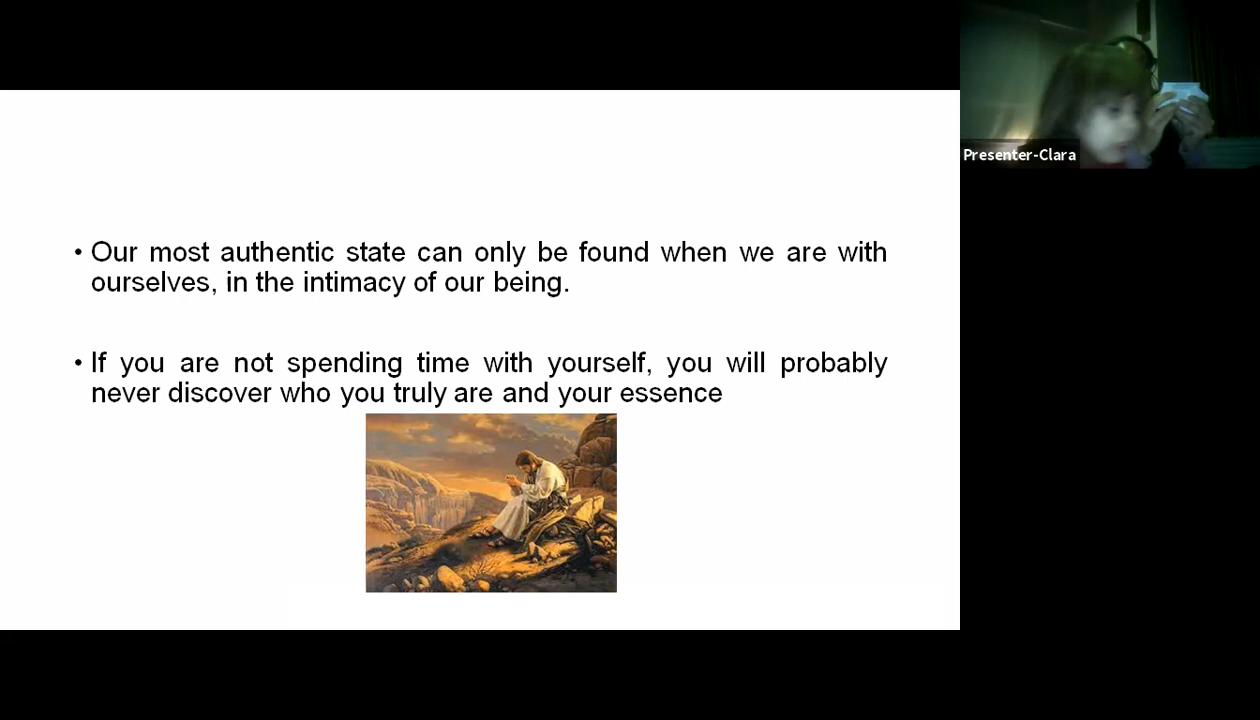 • Our most authentic state can only be found when we are with
ourselves, in the intimacy of our being.
• If you are not spending time with yourself, you will probably
never discover who you truly are and your essence
Presenter-Clara